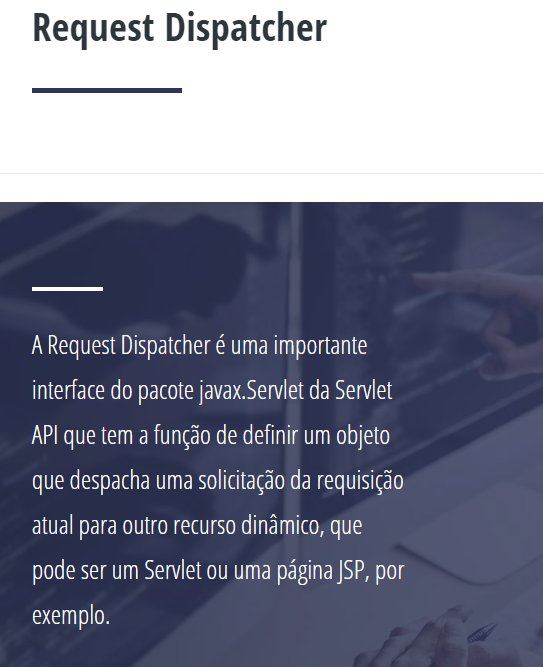 Request Dispatcher
A Request Dispatcher é uma importante
interface do pacote javax.Servlet da Servlet
API que tem a função de definir um objeto
que despacha uma solicitação da requisição
atual para outro recurso dinâmico, que
pode ser um Servlet ou uma página JSP, por
exemplo.